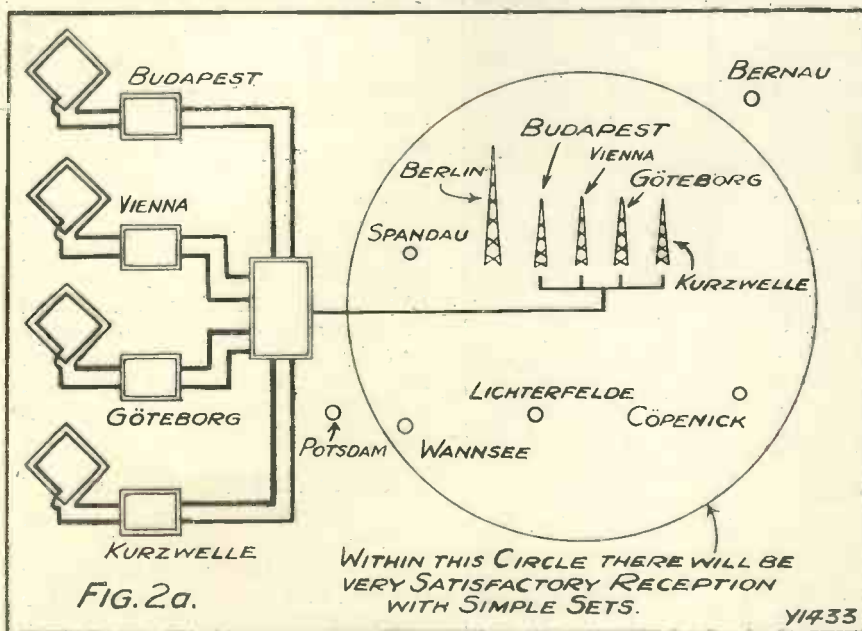 BUDAPEST
VIENNA
GÖTEBORG
KURZWELLE
BERNAU
BUDAPEST
VIENNA
GÖTEBORG
BERLIN
SPANDAU
KURZWELLE
LICHTERFELDE
CÖPENICK
POTSDAM
WANNSEE
WITHIN THIS CIRCLE THERE WILL BE
VERY SATISFACTORY RECEPTION
WITH SIMPLE SETS.
FIG. 2a.
Y1433